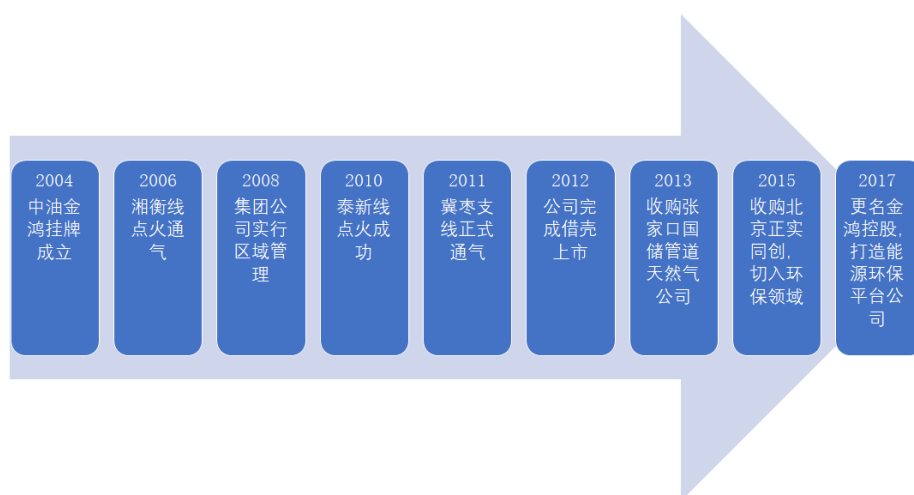 2004
中油金
鸿挂牌
成立
2006
湘衡线
点火通
气
2008
集团公
司实行
区域管
理
2010
泰新线
点火成
功
2011
冀枣支
线正式
通气
2012
公司完
成借壳
上市
2013
收购张
家口国
储管道
天然气
公司
2015
收购北
京正实
同创，
切入环
保领域
2017
更名金
鸿控股，
打造能
源环保
平台公
司